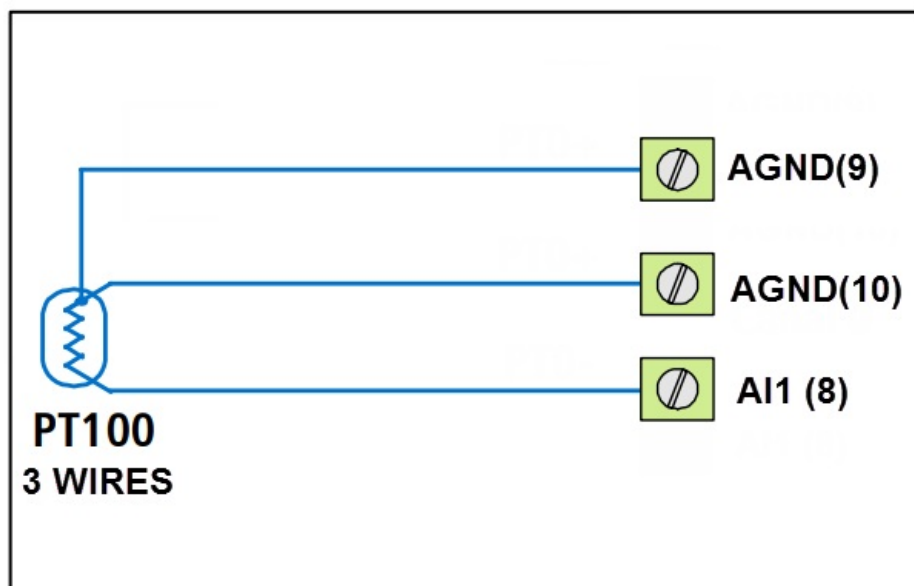 AGND(9)
AGND(10)
AI1 (8)
PT100
3 WIRES